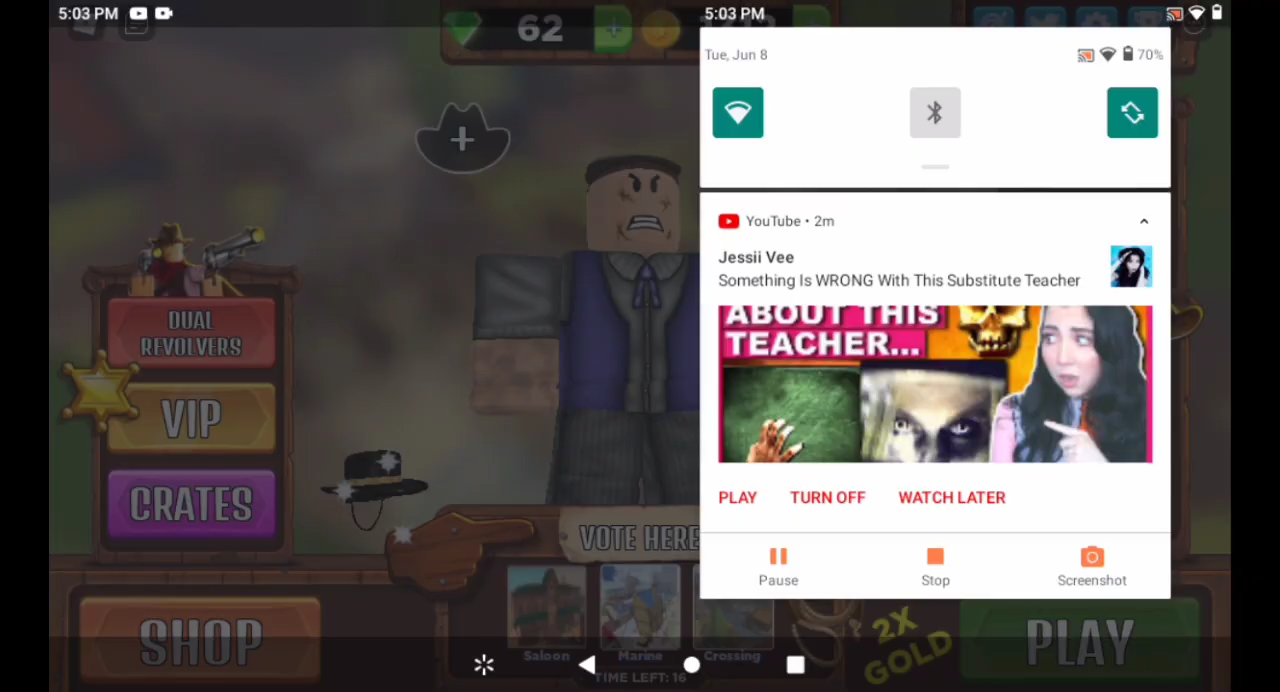 5:03 PM
62
5:03 PM
Tue, Jun 8
70%
YouTube • 2m
Jessii Vee
Something Is WRONG With This Substitute Teacher
ABOUT THIS
TEACHER...
PLAY TURN OFF WATCH LATER
Pause Stop Screenshot
DUAL
REVOLVERS
VIP
CRATES
VOTE HERE
SHOP
Saloon Marine Crossing
TIME LEFT: 16
2X
GOLD
PLAY